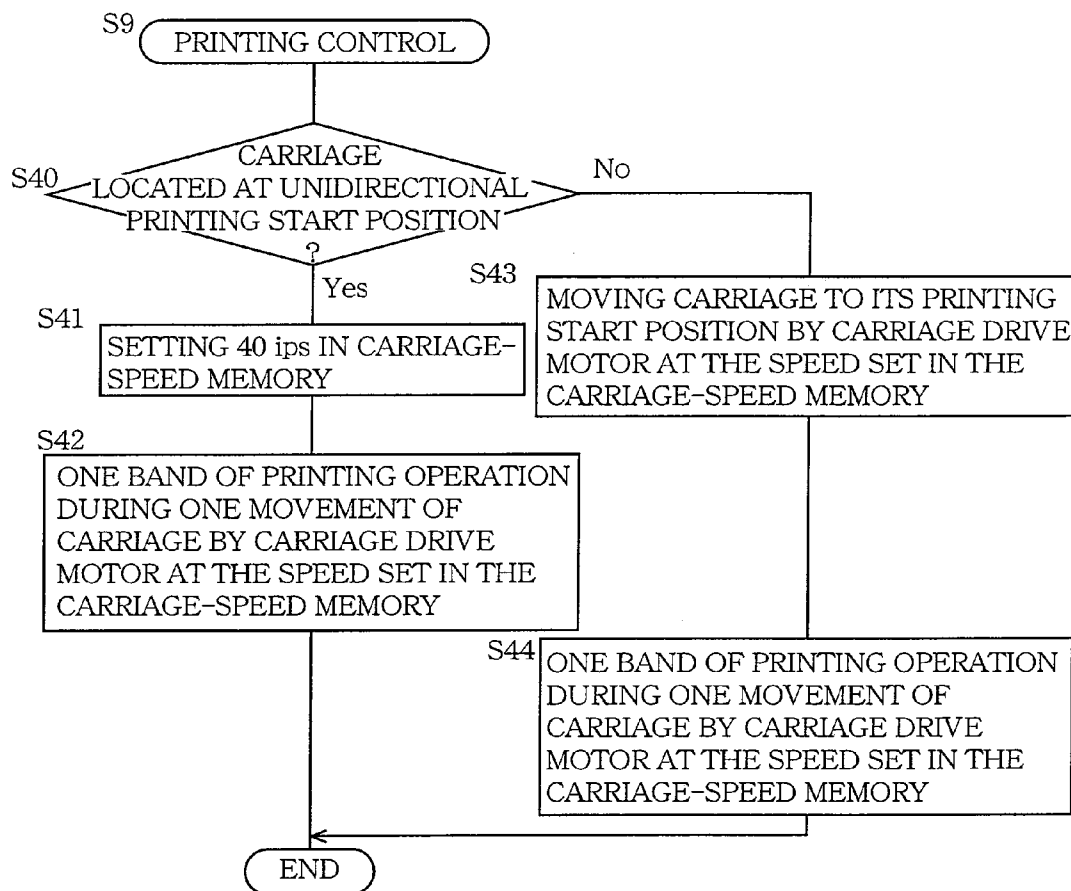 S9
PRINTING CONTROL
S40
CARRIAGE
LOCATED AT UNIDIRECTIONAL
PRINTING START POSITION
?
No
Yes
S41
SETTING 40 ips IN CARRIAGE-
SPEED MEMORY
S43
MOVING CARRIAGE TO ITS PRINTING
START POSITION BY CARRIAGE DRIVE
MOTOR AT THE SPEED SET IN THE
CARRIAGE-SPEED MEMORY
S42
ONE BAND OF PRINTING OPERATION
DURING ONE MOVEMENT OF
CARRIAGE BY CARRIAGE DRIVE
MOTOR AT THE SPEED SET IN THE
CARRIAGE-SPEED MEMORY
S44
ONE BAND OF PRINTING OPERATION
DURING ONE MOVEMENT OF
CARRIAGE BY CARRIAGE DRIVE
MOTOR AT THE SPEED SET IN THE
CARRIAGE-SPEED MEMORY
END